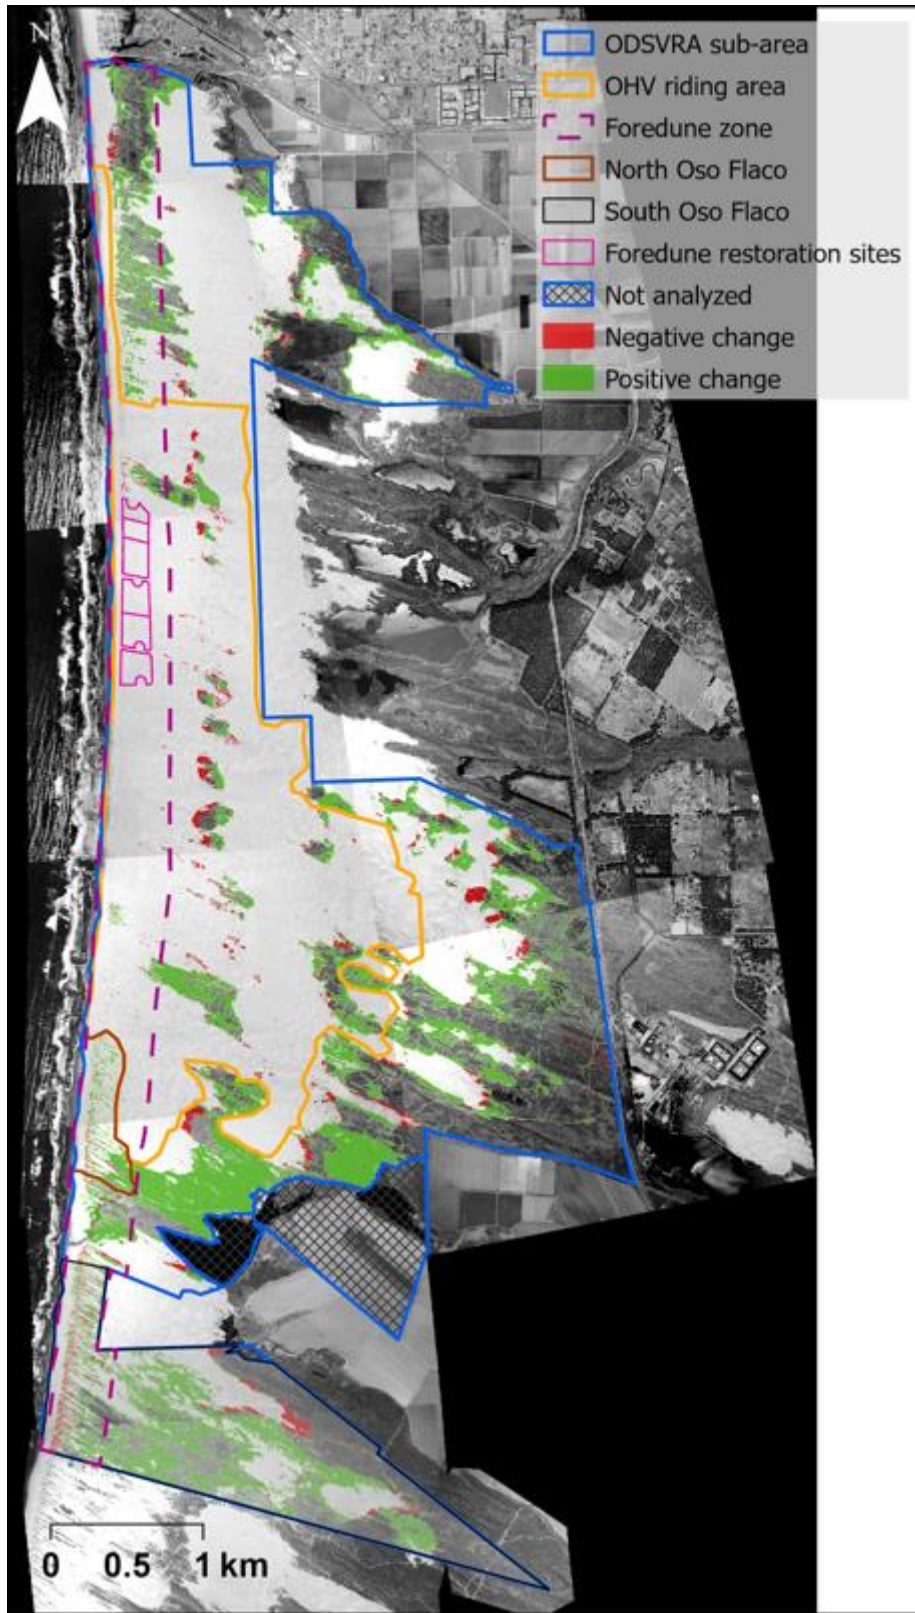 N
ODSVRA sub-area
OHV riding area
Foredune zone
North Oso Flaco
South Oso Flaco
Foredune restoration sites
Not analyzed
Negative change
Positive change
0 0.5 1 km